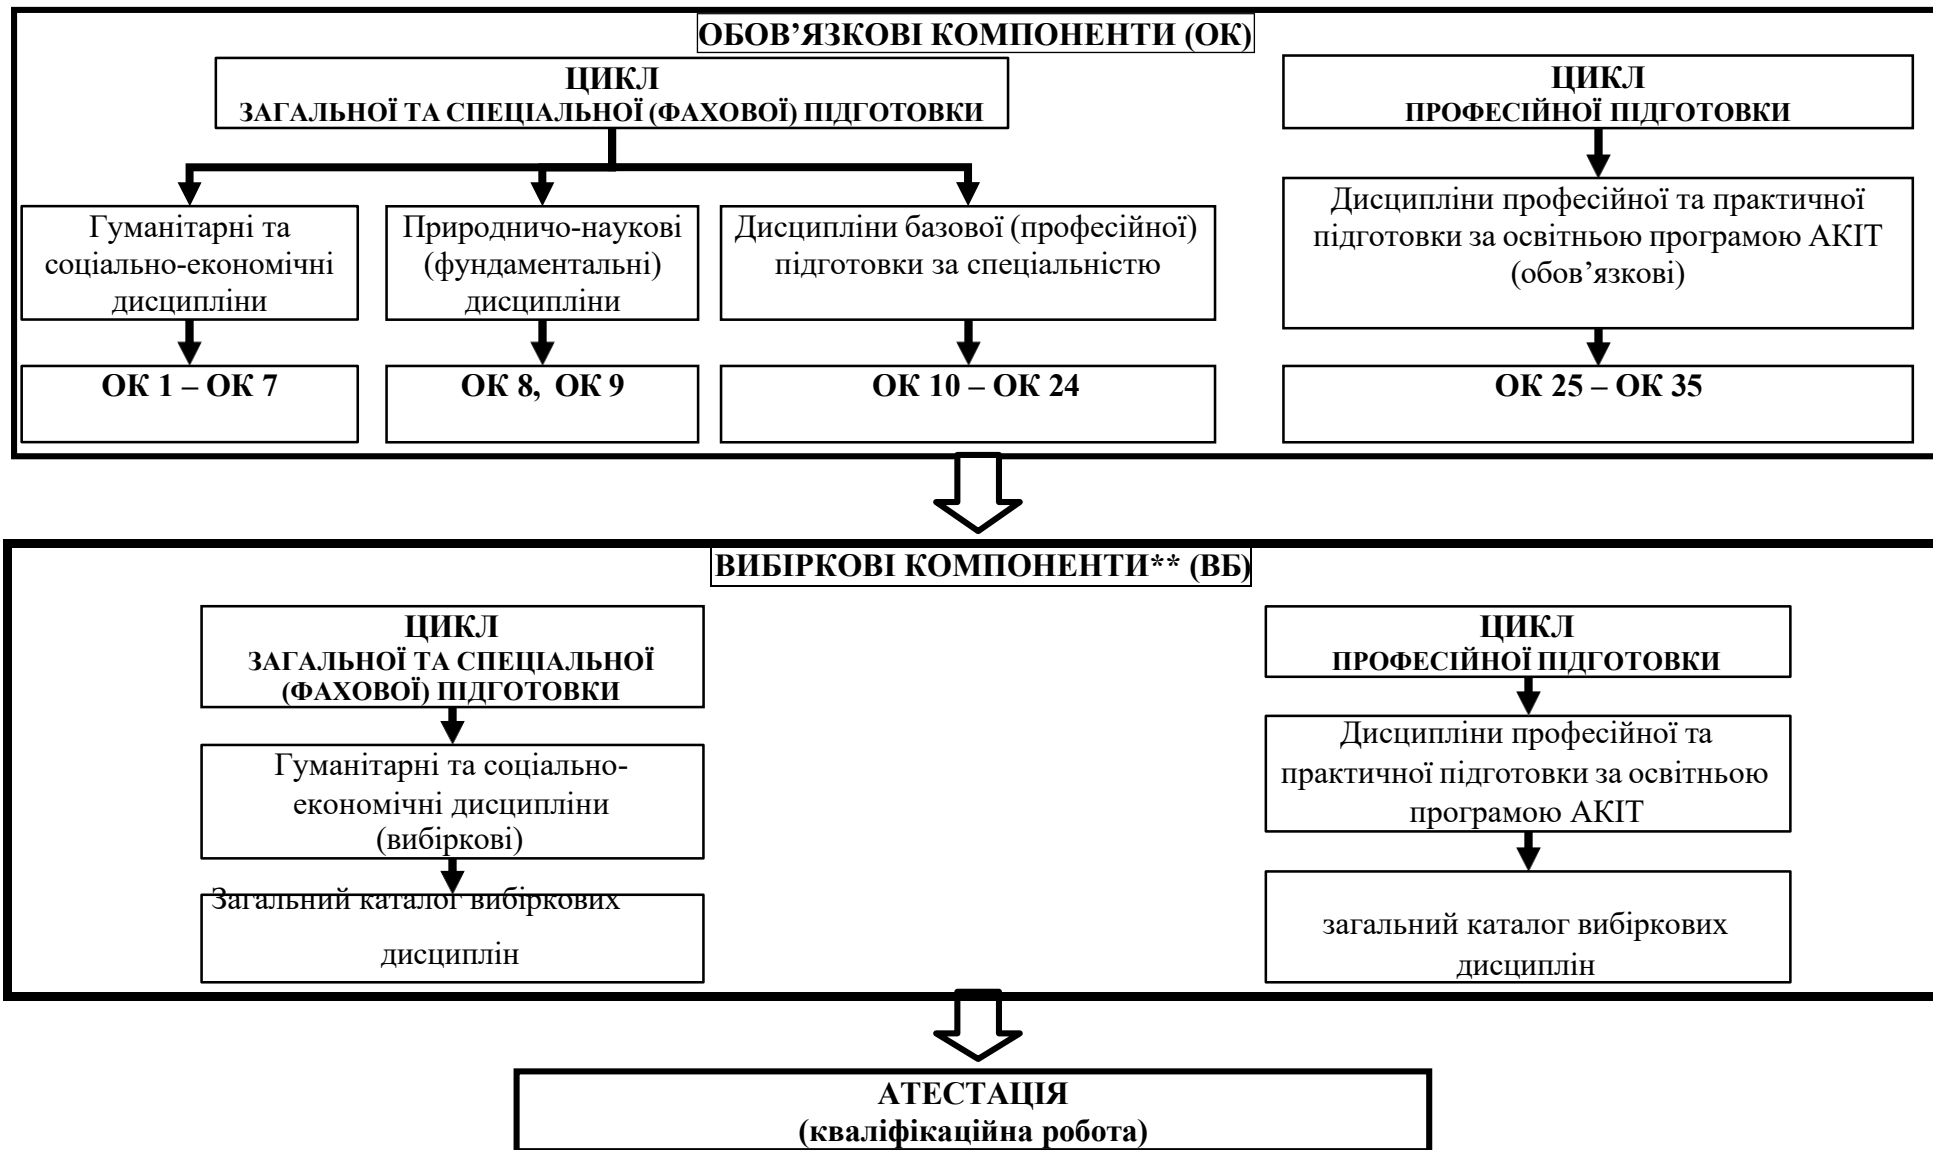 ОБОВ’ЯЗКОВІ КОМПОНЕНТИ (ОК)
ЦИКЛ
ЗАГАЛЬНОЇ ТА СПЕЦІАЛЬНОЇ (ФАХОВОЇ) ПІДГОТОВКИ
ЦИКЛ
ПРОФЕСІЙНОЇ ПІДГОТОВКИ
Гуманітарні та
соціально-економічні
дисципліни
Природничо-наукові
(фундаментальні)
дисципліни
Дисципліни базової (професійної)
підготовки за спеціальністю
Дисципліни професійної та практичної
підготовки за освітньою програмою АКІТ
(обов’язкові)
ОК 1 – ОК 7
ОК 8, ОК 9
ОК 10 – ОК 24
ОК 25 – ОК 35
ВИБІРКОВІ КОМПОНЕНТИ** (ВБ)
ЦИКЛ
ЗАГАЛЬНОЇ ТА СПЕЦІАЛЬНОЇ
(ФАХОВОЇ) ПІДГОТОВКИ
ЦИКЛ
ПРОФЕСІЙНОЇ ПІДГОТОВКИ
Гуманітарні та соціально-
економічні дисципліни
(вибіркові)
Дисципліни професійної та
практичної підготовки за освітньою
програмою АКІТ
Загальний каталог вибіркових
дисциплін
загальний каталог вибіркових
дисциплін
АТЕСТАЦІЯ
(кваліфікаційна робота)